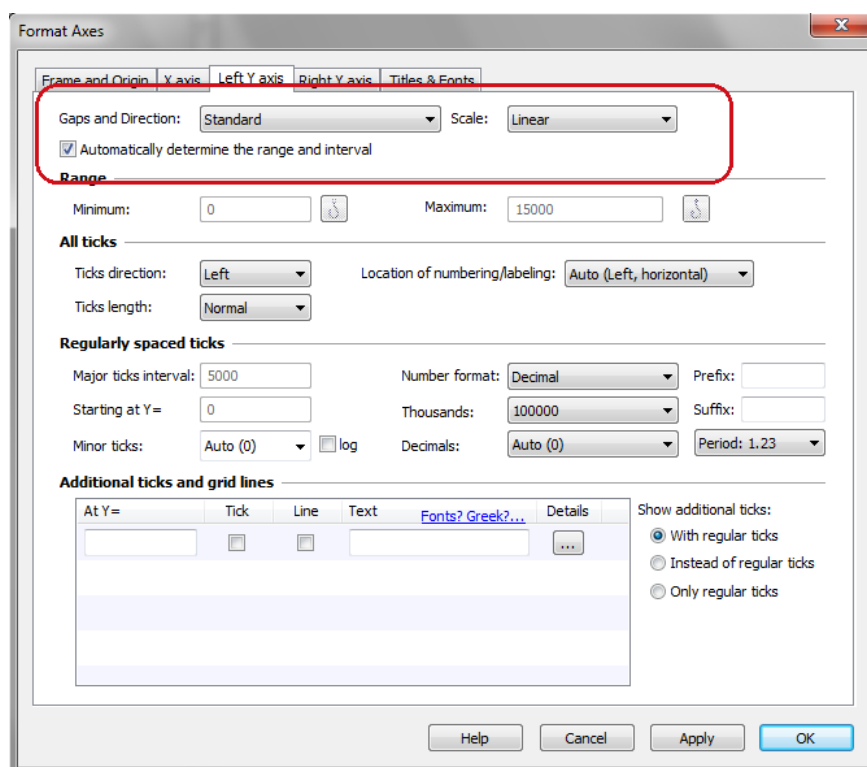 Format Axes
Frame and Origin X axis Left Y axis Right Y axis Titles & Fonts
Gaps and Direction: Standard Scale: Linear
Automatically determine the range and interval
Range
Minimum: 0 Maximum: 15000
All ticks
Ticks direction: Left Location of numbering/labeling: Auto (Left, horizontal)
Ticks length: Normal
Regularly spaced ticks
Major ticks interval: 5000 Number format: Decimal Prefix:
Starting at Y= 0 Thousands: 100000 Suffix:
Minor ticks: Auto (0) log Decimals: Auto (0) Period: 1.23
Additional ticks and grid lines
At Y= Tick Line Text Fonts? Greek?... Details Show additional ticks:
... With regular ticks
Instead of regular ticks
Only regular ticks
Help Cancel Apply OK